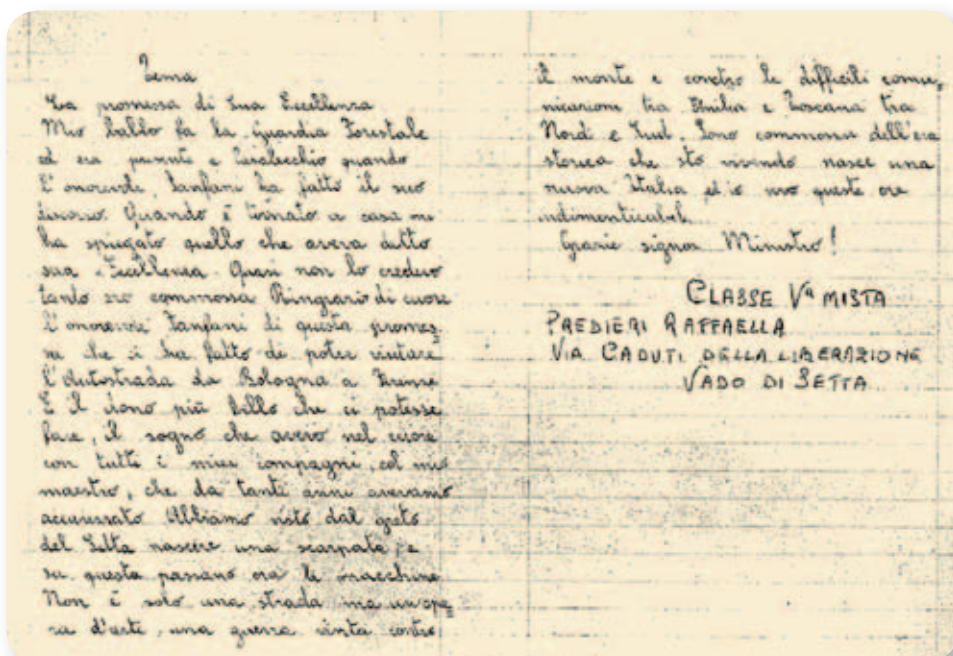 Tema
La promessa di Sua Eccellenza
Mio babbo fa la Guardia Forestale
ed era presente a Casalecchio quando
l'onorevole Fanfani ha fatto il suo
discorso. Quando è tornato a casa mi
ha spiegato quello che aveva detto
sua Eccellenza. Quasi non lo credevo
tanto ero commossa Ringrazio di cuore
l'onorevole Fanfani di questa promes=
sa che ci ha fatto di poter visitare
l'Autostrada da Bologna a Firenze
È il dono più bello che ci potesse
fare, il sogno che avevo nel cuore
con tutti i miei compagni, col mio
maestro, che da tanti anni avevamo
accarezzato Abbiamo visto dal greto
del Setta nascere una scarpata, e
su questa passano ora le macchine
Non è solo una strada ma un'ope=
ra d'arte, una guerra vinta contro
il monte e contro le difficili comu=
nicazioni tra Emilia e Toscana tra
Nord e Sud. Sono commossa dell'era
storica che sto vivendo nasce una
nuova Italia ed io vivo queste ore
indimenticabili.
Grazie signor Ministro!
CLASSE Vª MISTA
PREDIERI RAFFAELLA
VIA CADUTI DELLA LIBERAZIONE
VADO DI SETTA